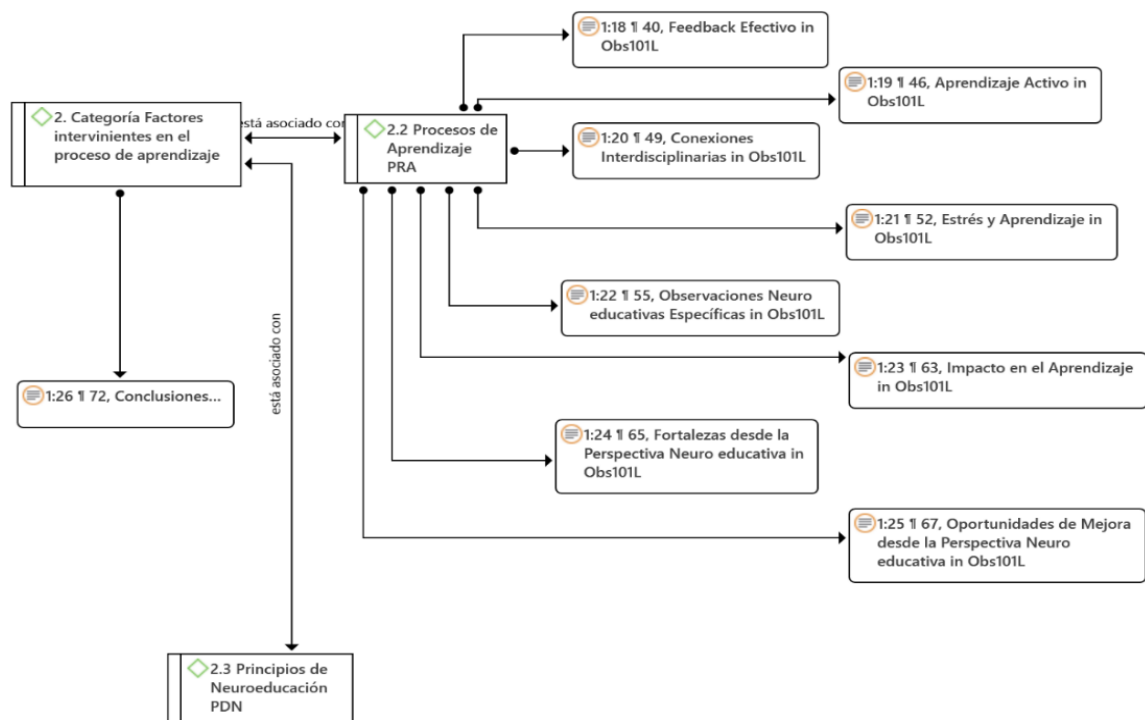 1:18 ¶ 40, Feedback Efectivo in
Obs101L
1:19 ¶ 46, Aprendizaje Activo in
Obs101L
2. Categoría Factores
intervinientes en el
proceso de aprendizaje
está asociado con
2.2 Procesos de
Aprendizaje
PRA
1:20 ¶ 49, Conexiones
Interdisciplinarias in Obs101L
1:21 ¶ 52, Estrés y Aprendizaje in
Obs101L
1:22 ¶ 55, Observaciones Neuro
educativas Específicas in Obs101L
está asociado con
1:23 ¶ 63, Impacto en el Aprendizaje
in Obs101L
1:26 ¶ 72, Conclusiones...
1:24 ¶ 65, Fortalezas desde la
Perspectiva Neuro educativa in
Obs101L
1:25 ¶ 67, Oportunidades de Mejora
desde la Perspectiva Neuro
educativa in Obs101L
2.3 Principios de
Neuroeducación
PDN